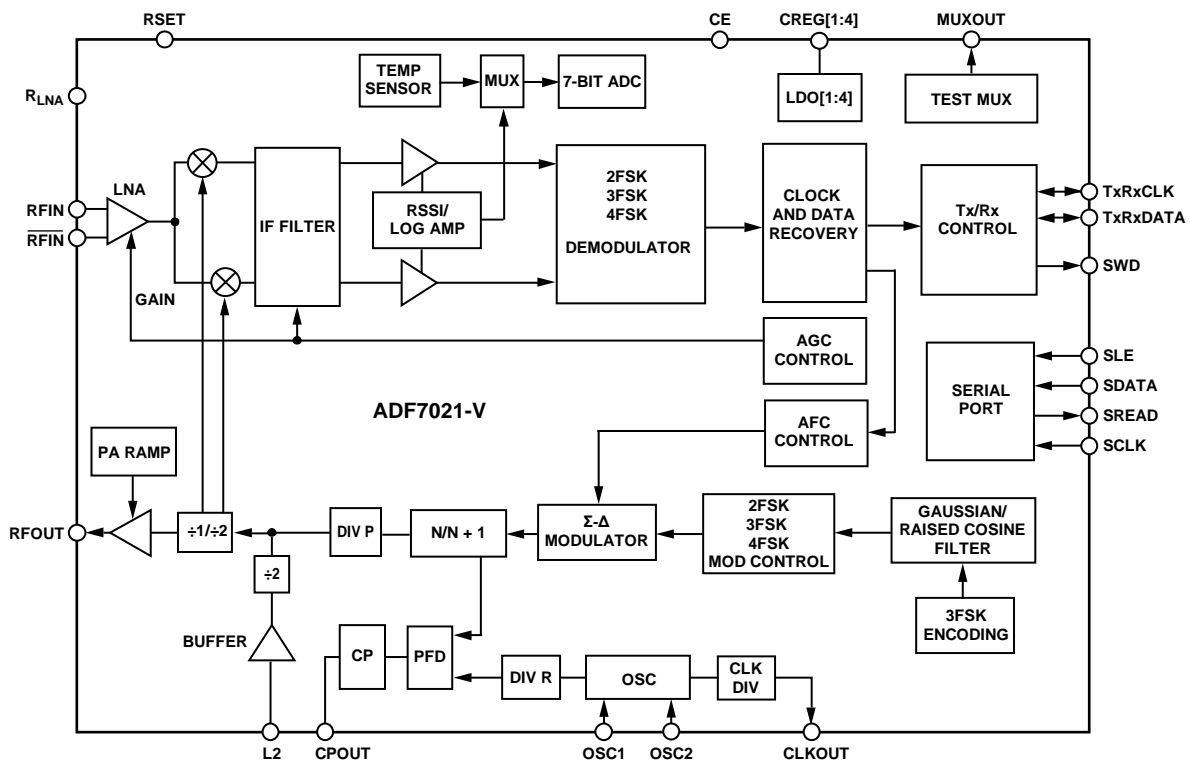 RSET
CE
CREG[1:4]
MUXOUT
TEMP
SENSOR
MUX
7-BIT ADC
LDO[1:4]
TEST MUX
RLNA
LNA
RFIN
RFIN
GAIN
IF FILTER
RSSI/
LOG AMP
2FSK
3FSK
4FSK
DEMODULATOR
CLOCK
AND DATA
RECOVERY
Tx/Rx
CONTROL
TxRxCLK
TxRxDATA
SWD
AGC
CONTROL
SERIAL
PORT
SLE
SDATA
SREAD
SCLK
ADF7021-V
AFC
CONTROL
PA RAMP
RFOUT
÷1/÷2
DIV P
N/N + 1
Σ-Δ
MODULATOR
2FSK
3FSK
4FSK
MOD CONTROL
GAUSSIAN/
RAISED COSINE
FILTER
÷2
3FSK
ENCODING
BUFFER
CP
PFD
DIV R
OSC
CLK
DIV
L2
CPOUT
OSC1
OSC2
CLKOUT